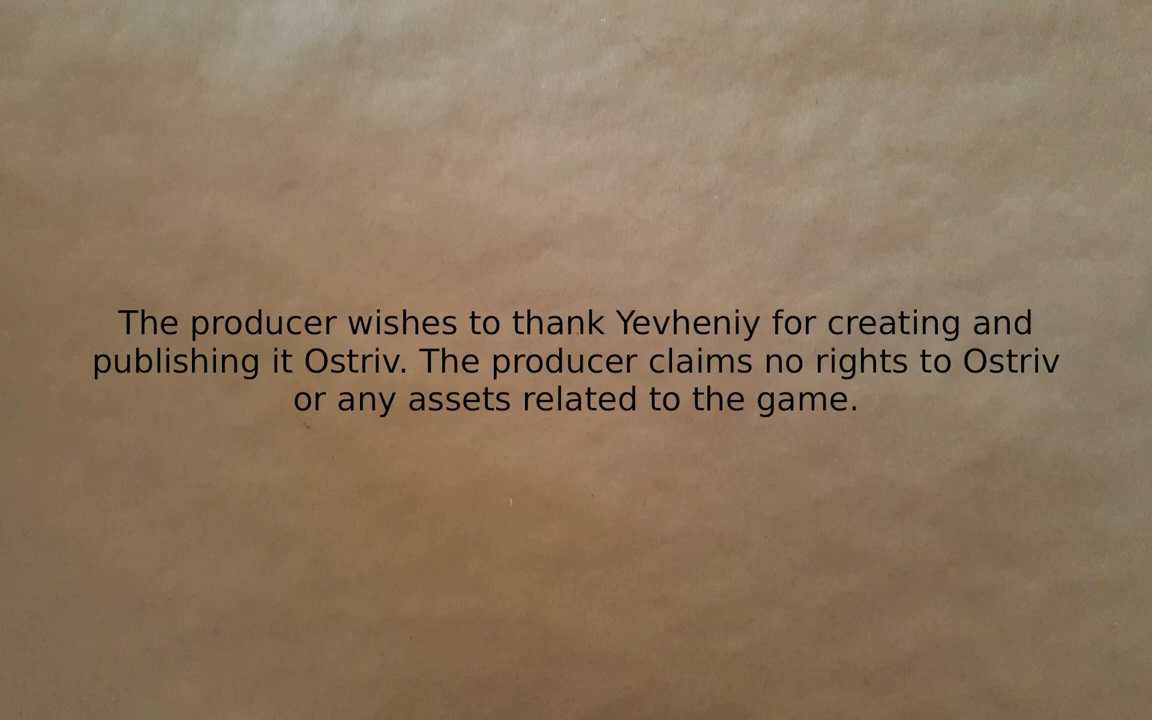 The producer wishes to thank Yevheniy for creating and
publishing it Ostriv. The producer claims no rights to Ostriv
or any assets related to the game.